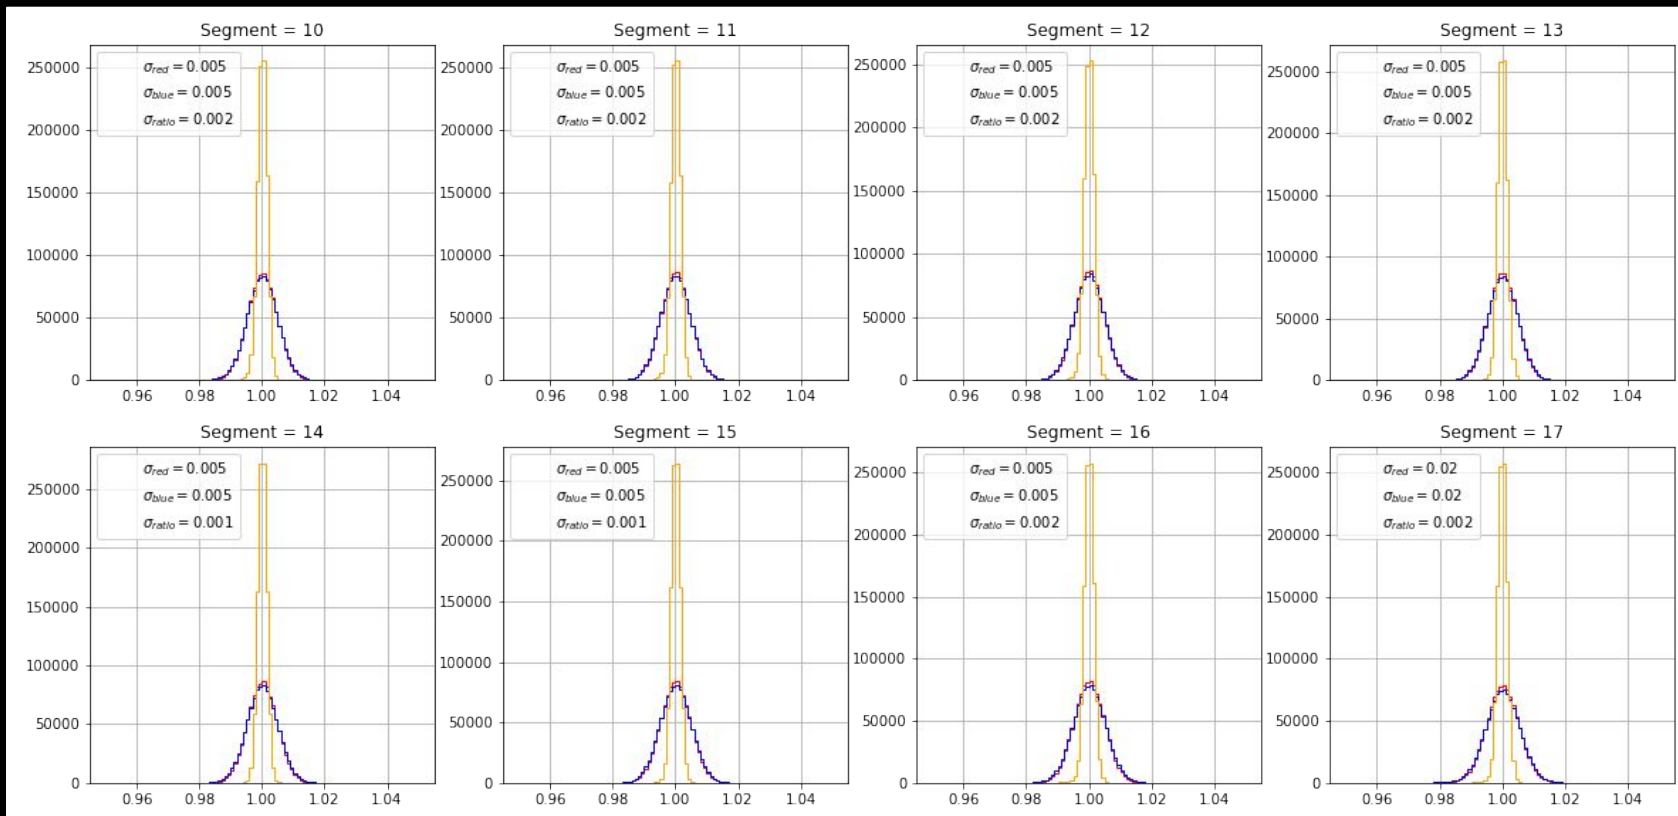 Segment = 10
250000
200000
150000
100000
50000
0
σred = 0.005
σblue = 0.005
σratio = 0.002
0.96 0.98 1.00 1.02 1.04
Segment = 11
250000
200000
150000
100000
50000
0
σred = 0.005
σblue = 0.005
σratio = 0.002
0.96 0.98 1.00 1.02 1.04
Segment = 12
250000
200000
150000
100000
50000
0
σred = 0.005
σblue = 0.005
σratio = 0.002
0.96 0.98 1.00 1.02 1.04
Segment = 13
250000
200000
150000
100000
50000
0
σred = 0.005
σblue = 0.005
σratio = 0.002
0.96 0.98 1.00 1.02 1.04
Segment = 14
250000
200000
150000
100000
50000
0
σred = 0.005
σblue = 0.005
σratio = 0.001
0.96 0.98 1.00 1.02 1.04
Segment = 15
250000
200000
150000
100000
50000
0
σred = 0.005
σblue = 0.005
σratio = 0.001
0.96 0.98 1.00 1.02 1.04
Segment = 16
250000
200000
150000
100000
50000
0
σred = 0.005
σblue = 0.005
σratio = 0.002
0.96 0.98 1.00 1.02 1.04
Segment = 17
250000
200000
150000
100000
50000
0
σred = 0.02
σblue = 0.02
σratio = 0.002
0.96 0.98 1.00 1.02 1.04